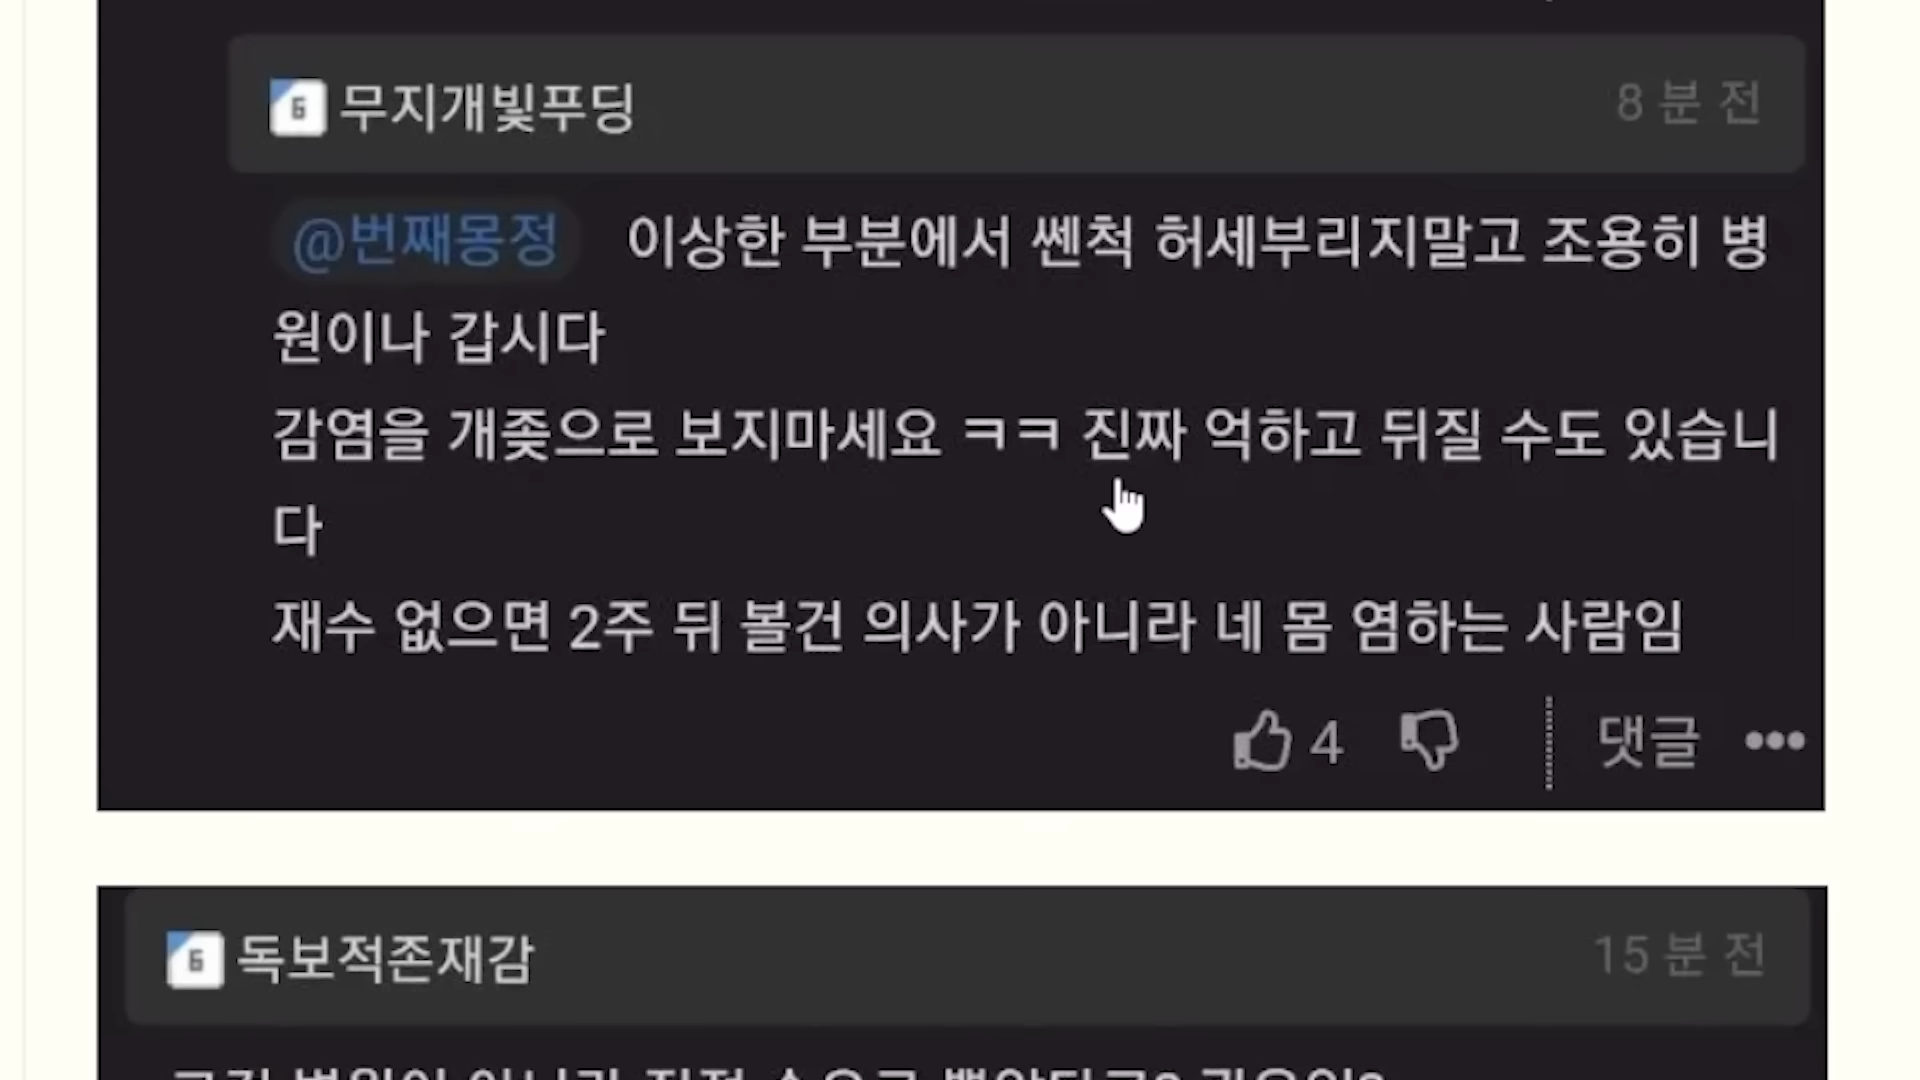 6 무지개빛푸딩 8 분 전
@번째몽정 이상한 부분에서 쎈척 허세부리지말고 조용히 병
원이나 갑시다
감염을 개좆으로 보지마세요 ㅋㅋ 진짜 억하고 뒤질 수도 있습니
다
재수 없으면 2주 뒤 볼건 의사가 아니라 네 몸 염하는 사람임
4 댓글
6 독보적존재감 15 분 전